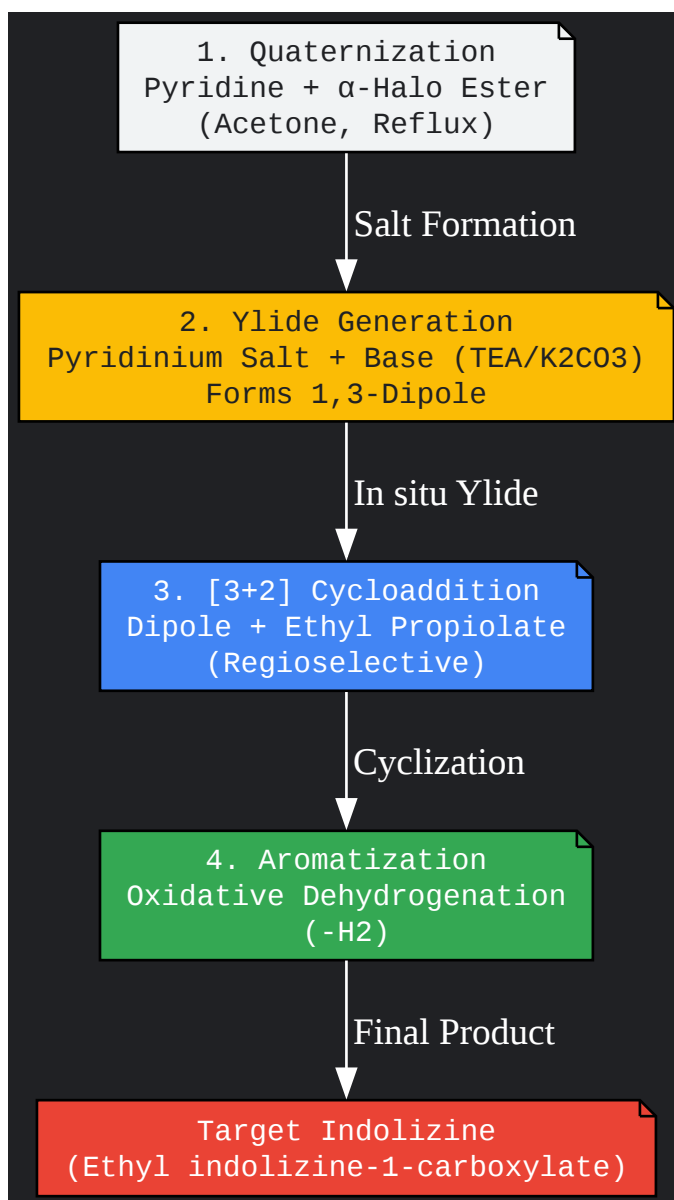 1. Quaternization
Pyridine + α-Halo Ester
(Acetone, Reflux)
Salt Formation
2. Ylide Generation
Pyridinium Salt + Base (TEA/K2CO3)
Forms 1,3-Dipole
In situ Ylide
3. [3+2] Cycloaddition
Dipole + Ethyl Propiolate
(Regioselective)
Cyclization
4. Aromatization
Oxidative Dehydrogenation
(-H2)
Final Product
Target Indolizine
(Ethyl indolizine-1-carboxylate)